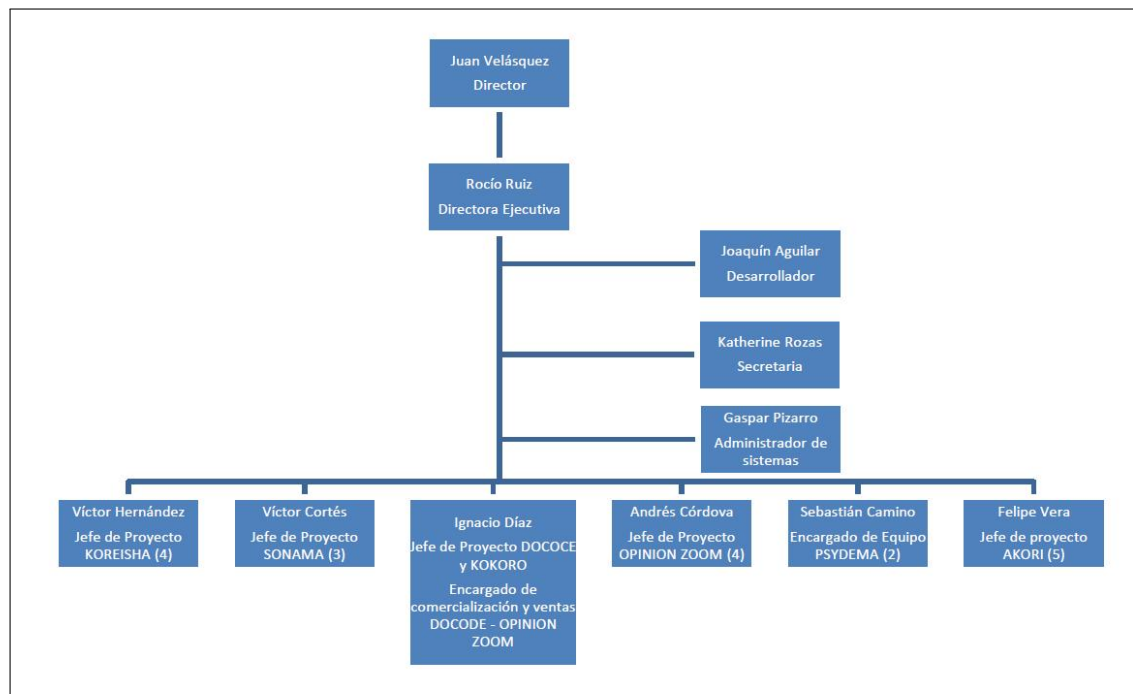 Juan Velásquez
Director
Rocío Ruiz
Directora Ejecutiva
Joaquín Aguilar
Desarrollador
Katherine Rozas
Secretaria
Gaspar Pizarro
Administrador de
sistemas
Víctor Hernández
Jefe de Proyecto
KOREISHA (4)
Víctor Cortés
Jefe de Proyecto
SONAMA (3)
Ignacio Díaz
Jefe de Proyecto DOCOCE
y KOKORO
Encargado de
comercialización y ventas
DOCODE - OPINION
ZOOM
Andrés Córdova
Jefe de Proyecto
OPINION ZOOM (4)
Sebastián Camino
Encargado de Equipo
PSYDEMA (2)
Felipe Vera
Jefe de proyecto
AKORI (5)